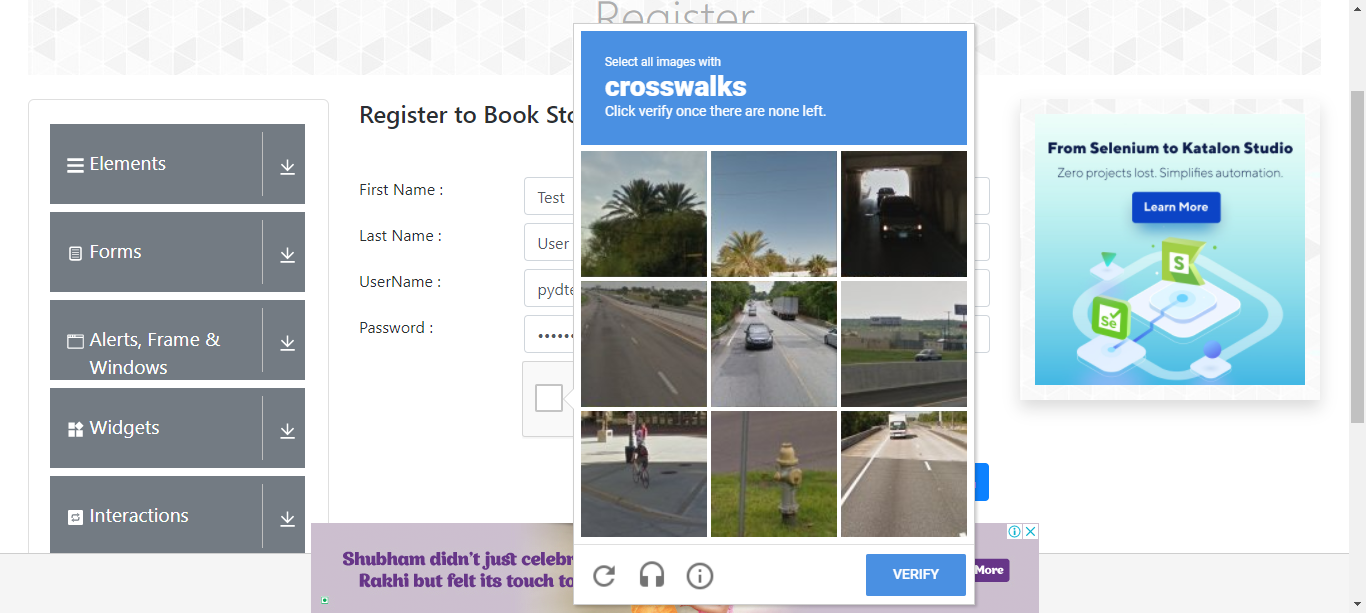 Register
Elements
Forms
Alerts, Frame &
Windows
Widgets
Interactions
Register to Book Sto
First Name :
Test
Last Name :
User
UserName :
pydte
Password :
Select all images with
crosswalks
Click verify once there are none left.
VERIFY
From Selenium to Katalon Studio
Zero projects lost. Simplifies automation.
Learn More
S
Se
Shubham didn't just celebr
Rakhi but felt its touch to
More